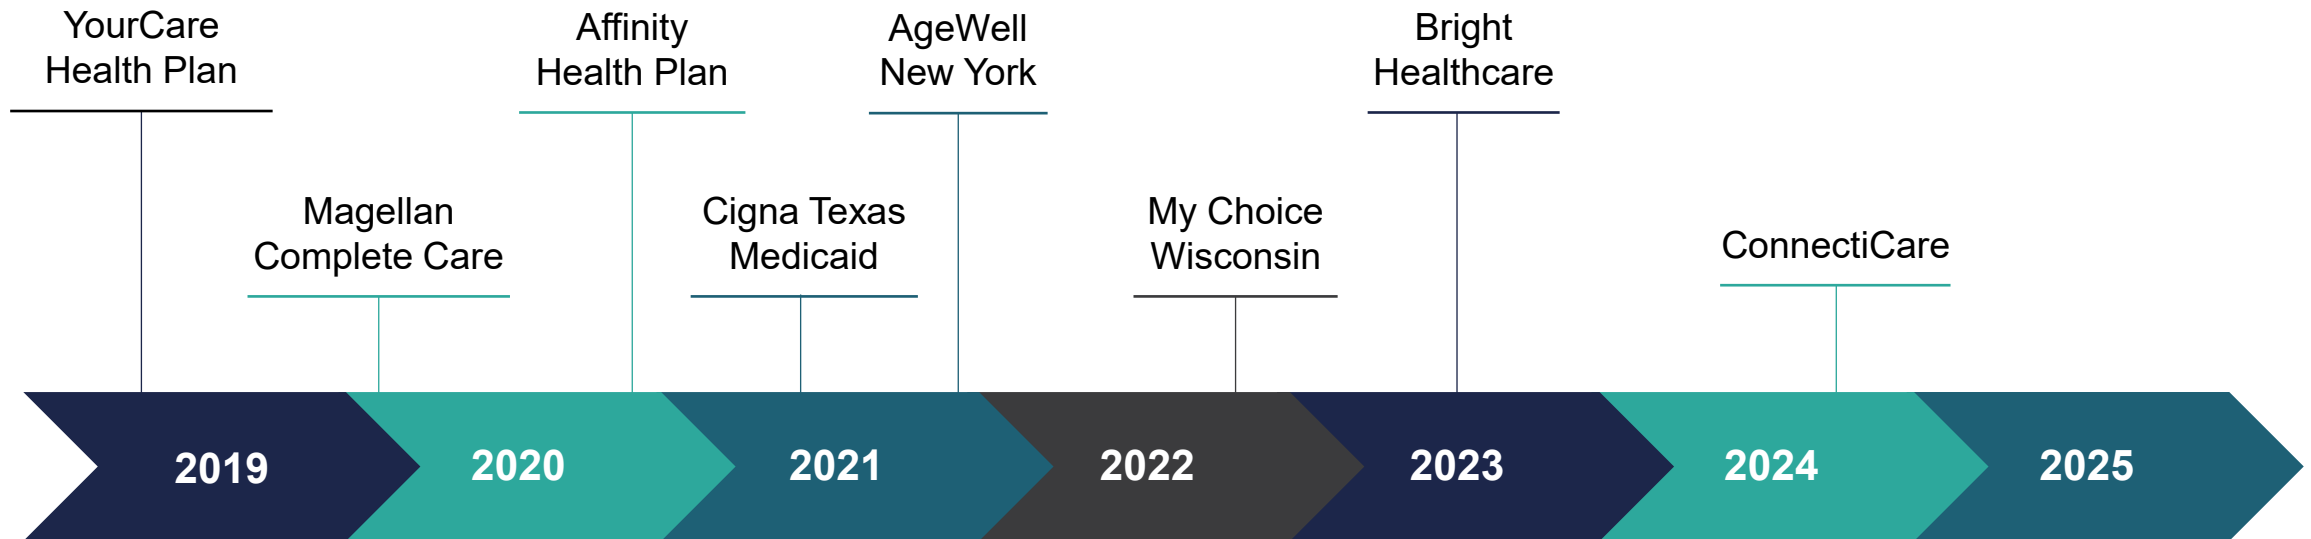 YourCare
Health Plan
Affinity
Health Plan
AgeWell
New York
Bright
Healthcare
Magellan
Complete Care
Cigna Texas
Medicaid
My Choice
Wisconsin
ConnectiCare
2019
2020
2021
2022
2023
2024
2025